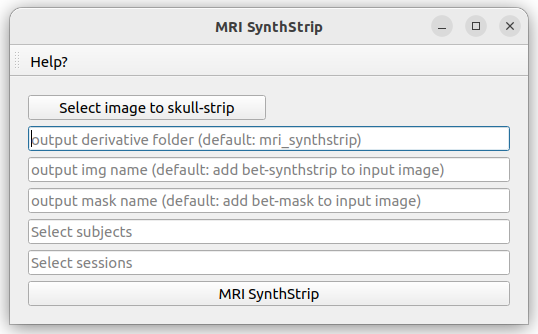 MRI SynthStrip
Help?
Select image to skull-strip
output derivative folder (default: mri_synthstrip)
output img name (default: add bet-synthstrip to input image)
output mask name (default: add bet-mask to input image)
Select subjects
Select sessions
MRI SynthStrip